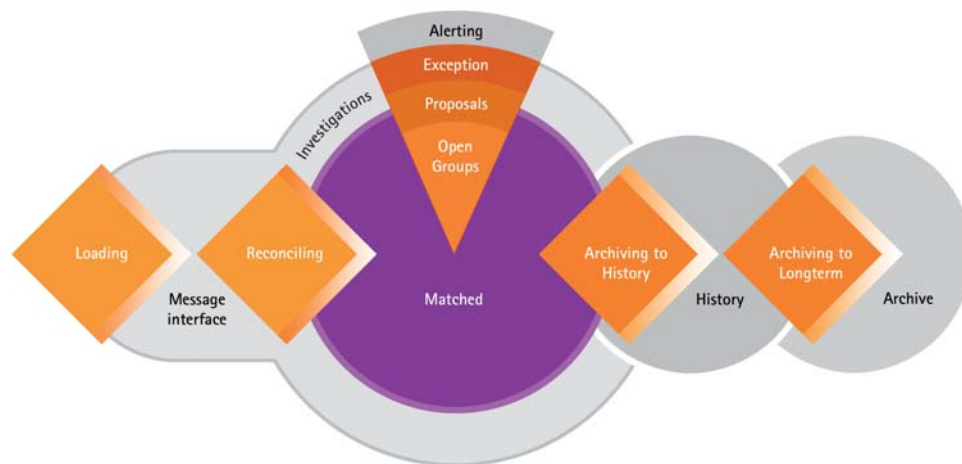 Alerting
Exception
Proposals
Open
Groups
Investigations
Loading
Message
interface
Reconciling
Matched
Archiving to
History
History
Archiving to
Longterm
Archive